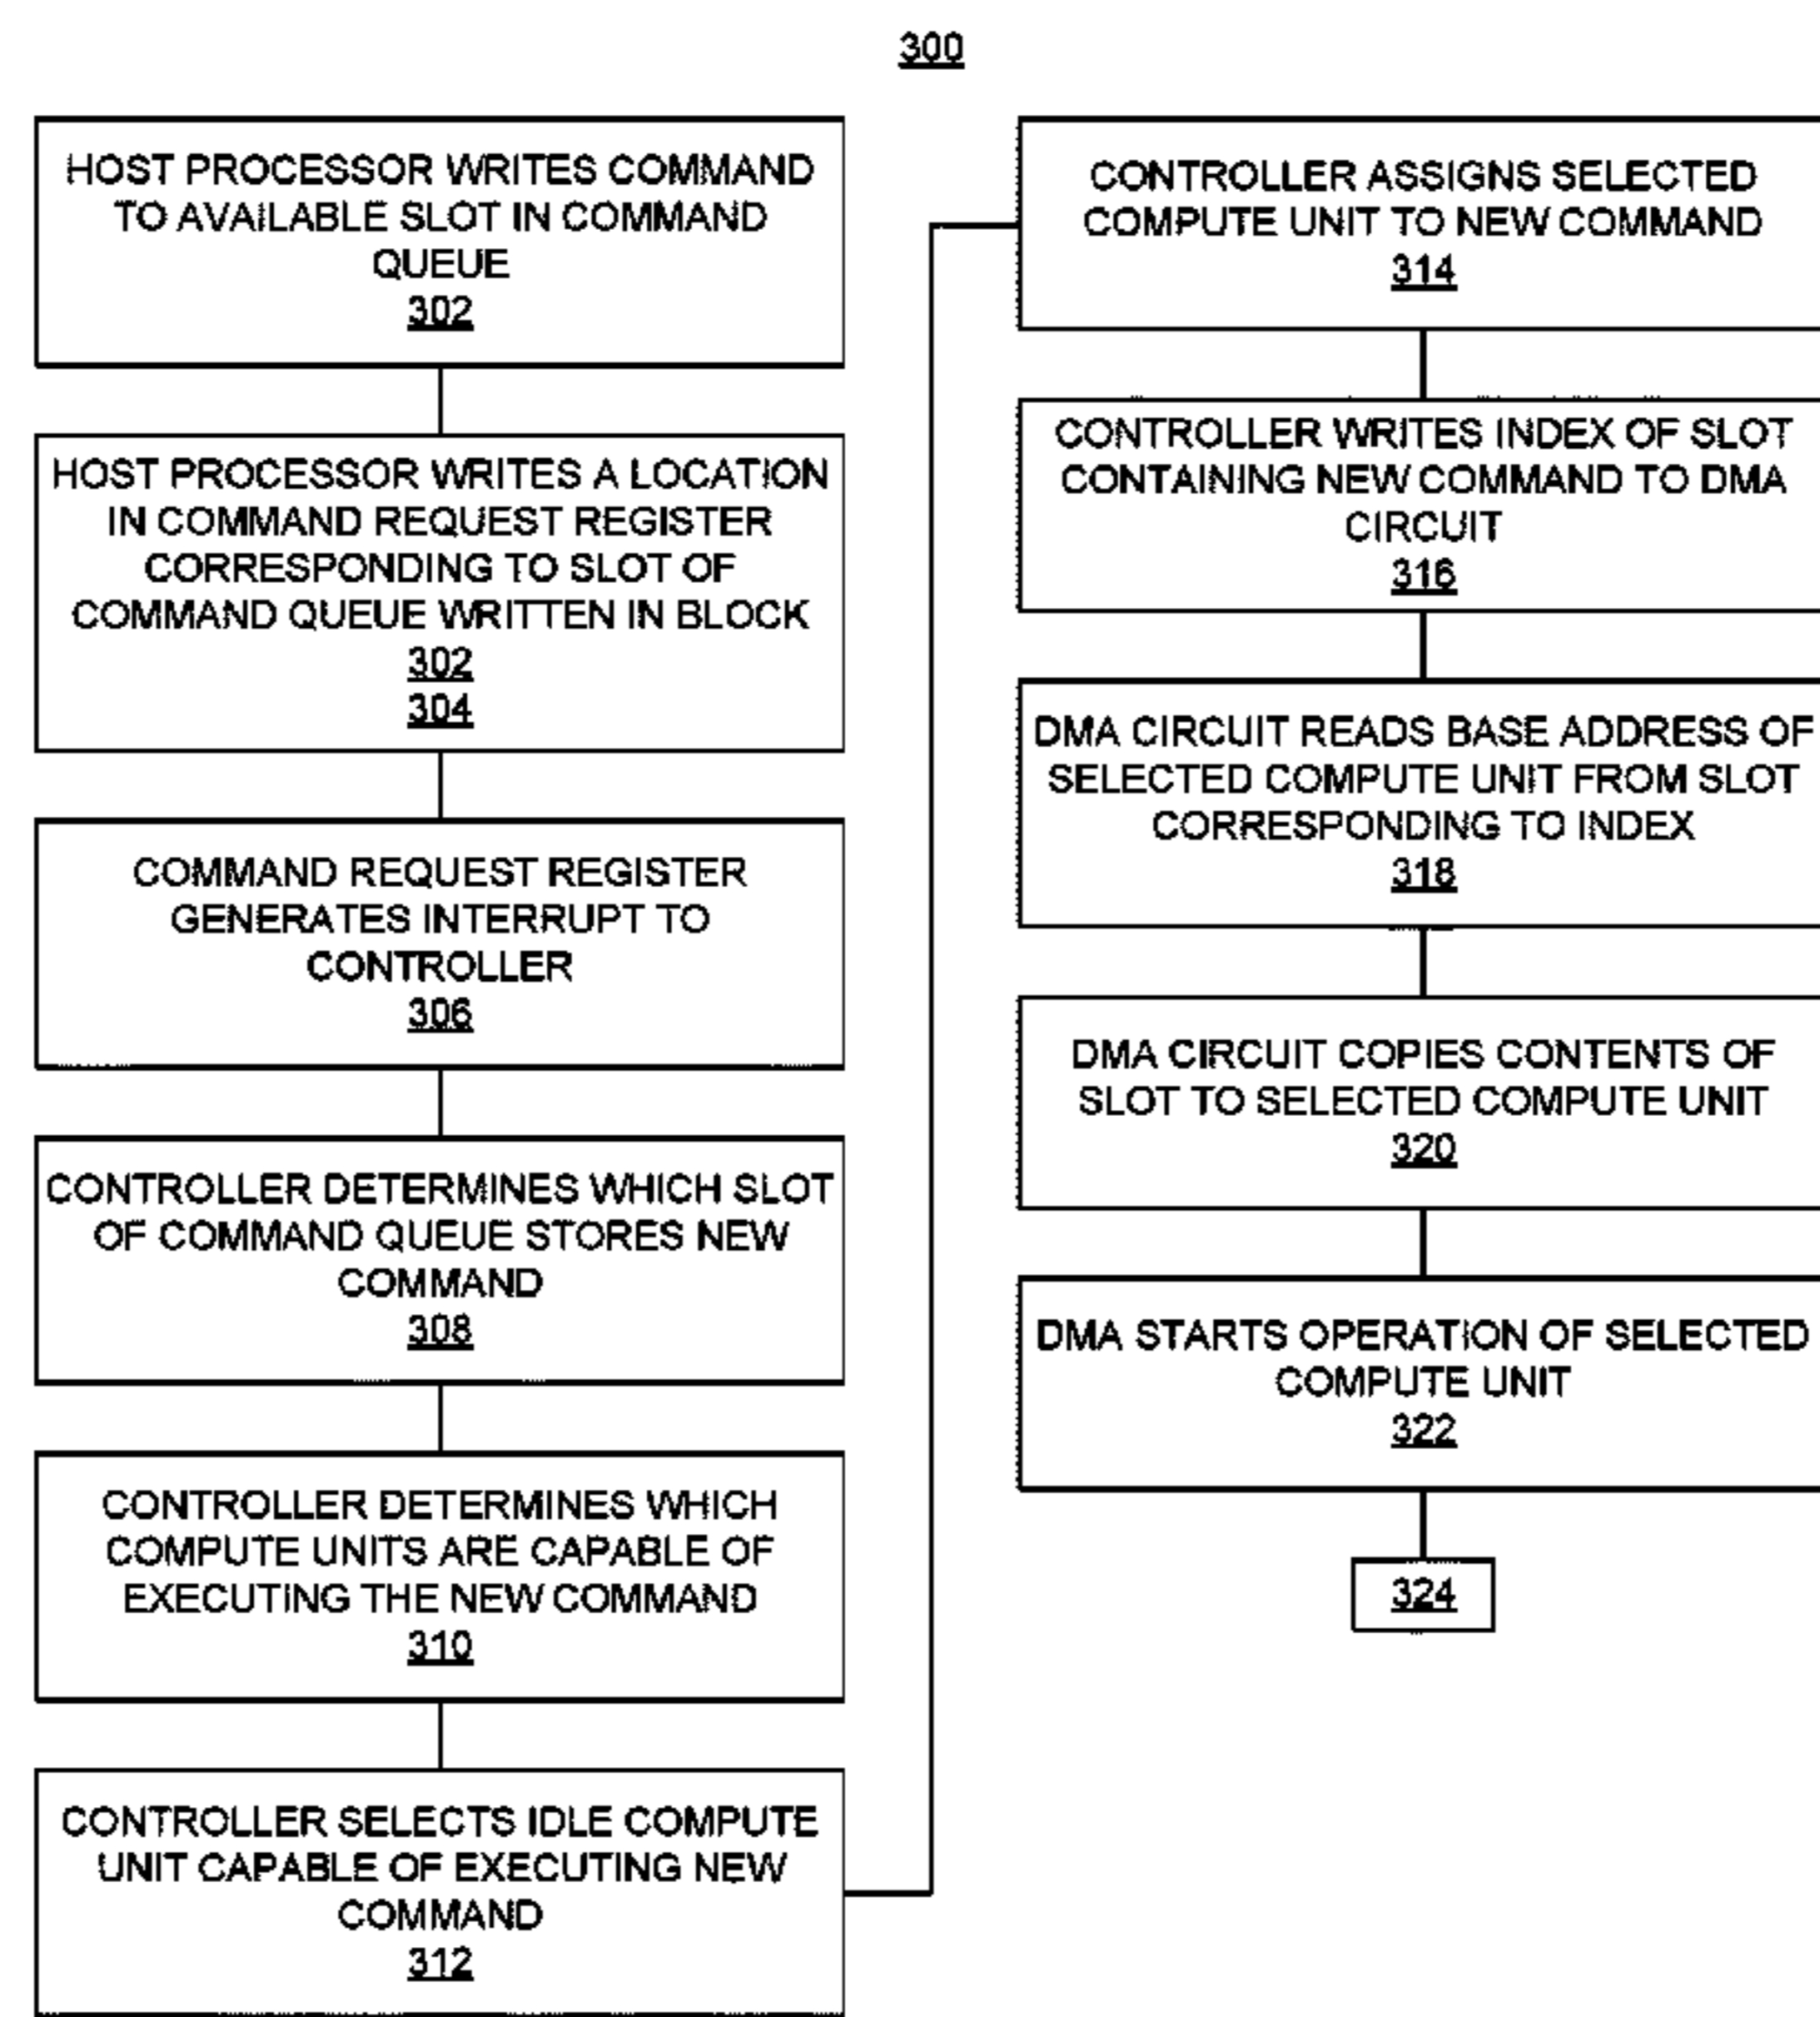 300
HOST PROCESSOR WRITES COMMAND
TO AVAILABLE SLOT IN COMMAND
QUEUE
302
HOST PROCESSOR WRITES A LOCATION
IN COMMAND REQUEST REGISTER
CORRESPONDING TO SLOT OF
COMMAND QUEUE WRITTEN IN BLOCK
302
304
COMMAND REQUEST REGISTER
GENERATES INTERRUPT TO
CONTROLLER
306
CONTROLLER DETERMINES WHICH SLOT
OF COMMAND QUEUE STORES NEW
COMMAND
308
CONTROLLER DETERMINES WHICH
COMPUTE UNITS ARE CAPABLE OF
EXECUTING THE NEW COMMAND
310
CONTROLLER SELECTS IDLE COMPUTE
UNIT CAPABLE OF EXECUTING NEW
COMMAND
312
CONTROLLER ASSIGNS SELECTED
COMPUTE UNIT TO NEW COMMAND
314
CONTROLLER WRITES INDEX OF SLOT
CONTAINING NEW COMMAND TO DMA
CIRCUIT
316
DMA CIRCUIT READS BASE ADDRESS OF
SELECTED COMPUTE UNIT FROM SLOT
CORRESPONDING TO INDEX
318
DMA CIRCUIT COPIES CONTENTS OF
SLOT TO SELECTED COMPUTE UNIT
320
DMA STARTS OPERATION OF SELECTED
COMPUTE UNIT
322
324